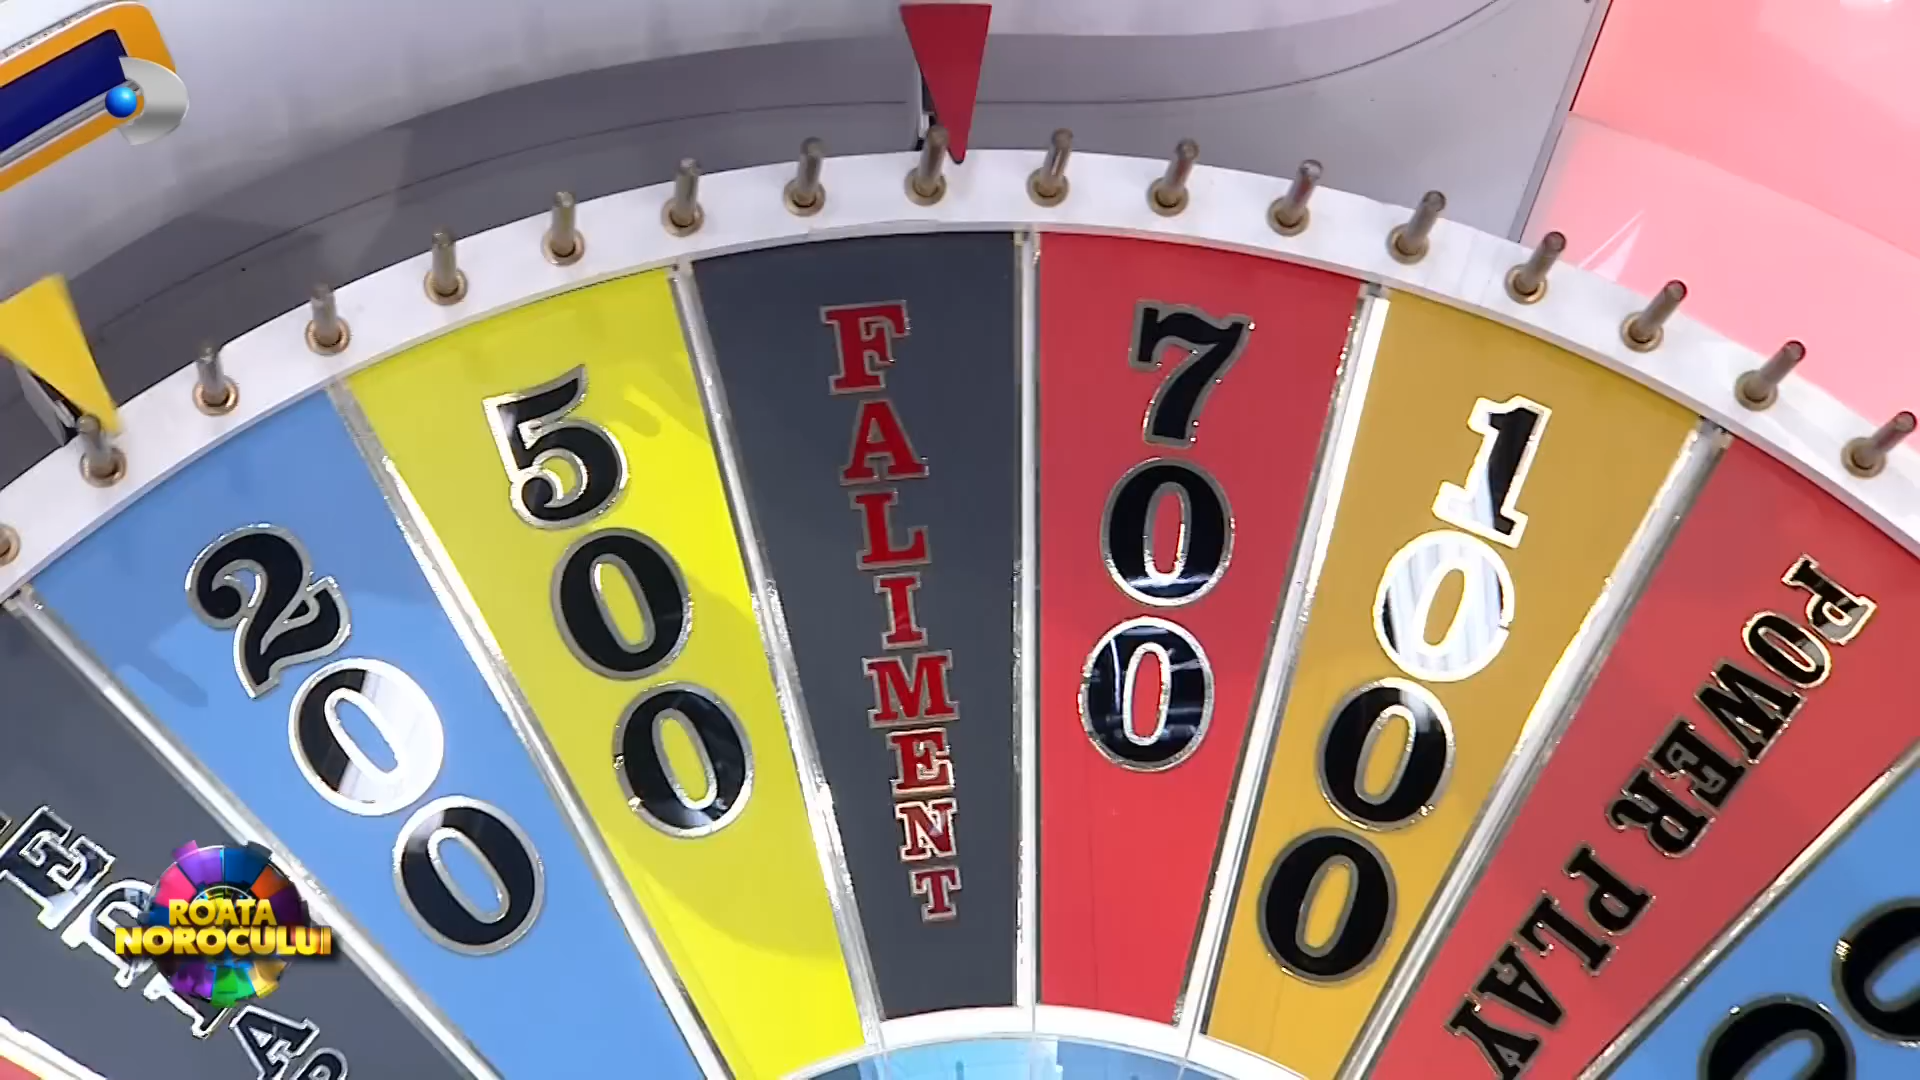 200
500
FALIMENT
700
1000
POWER PLAY
ROATA
NOROCULUI